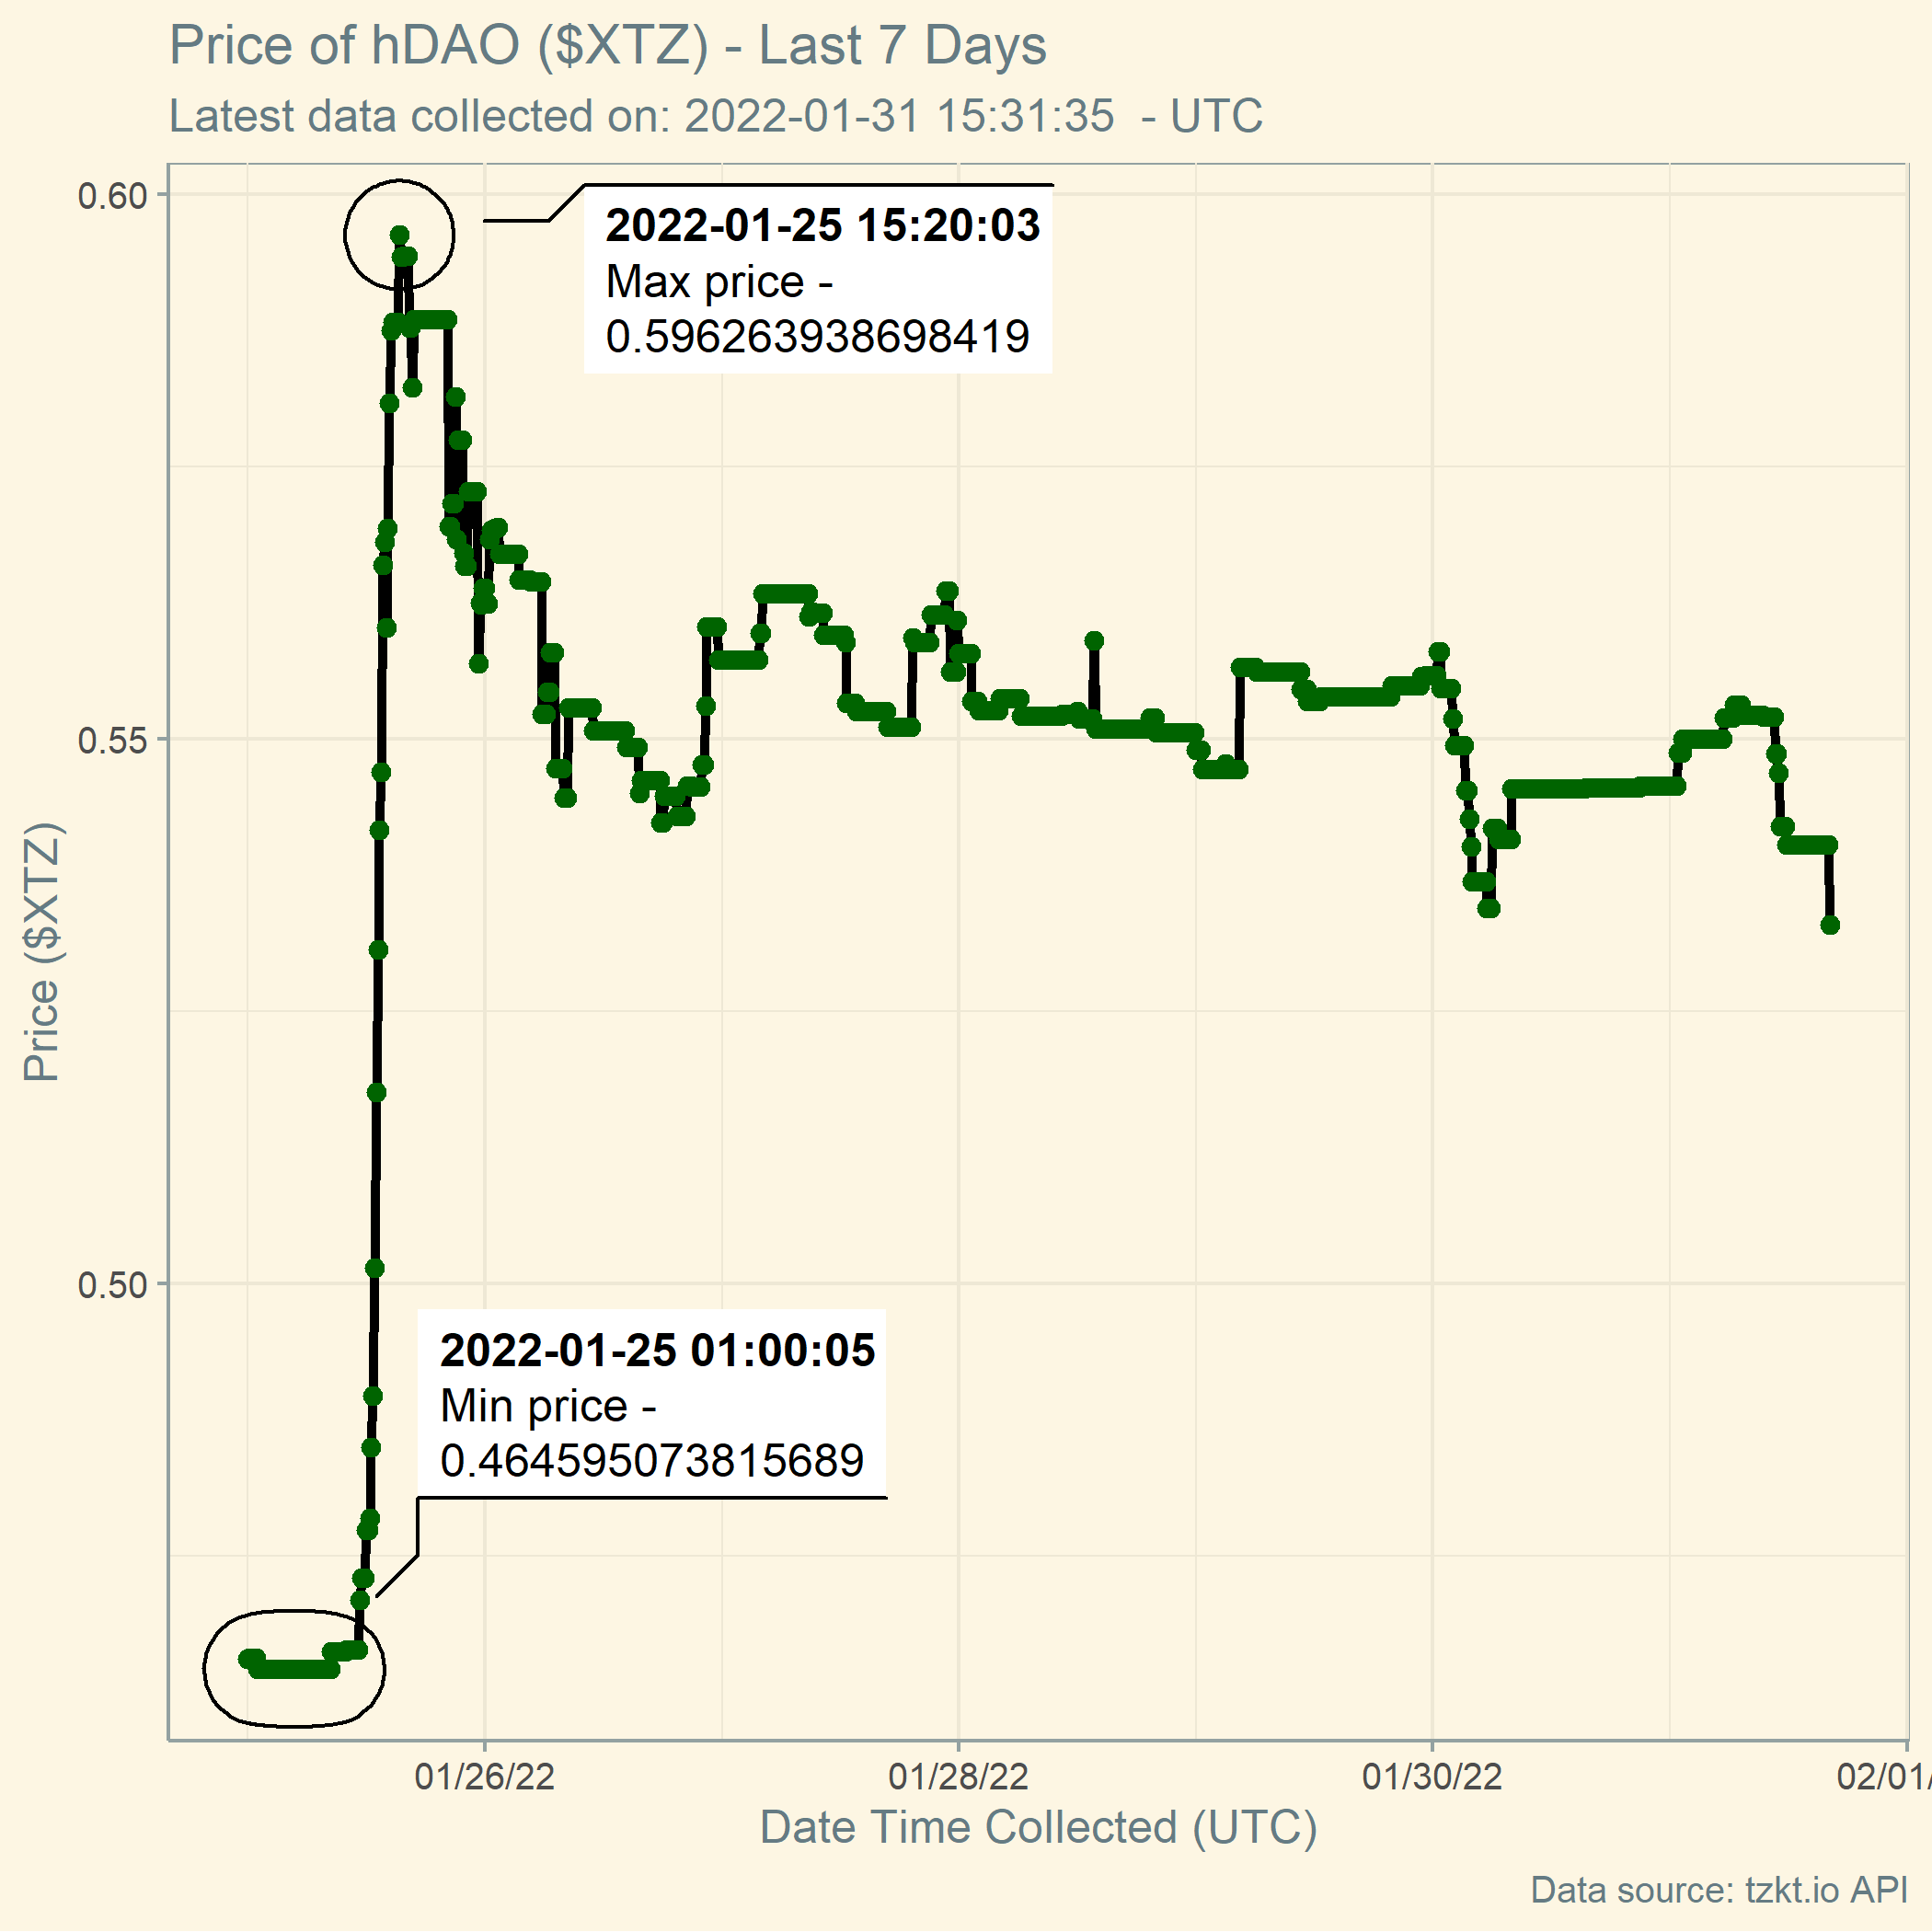 Price of hDAO ($XTZ) - Last 7 Days
Latest data collected on: 2022-01-31 15:31:35  - UTC
0.60
2022-01-25 15:20:03
Max price -
0.596263938698419
0.55
Price ($XTZ)
0.50
2022-01-25 01:00:05
Min price -
0.464595073815689
01/26/22
01/28/22
01/30/22
02/01/
Date Time Collected (UTC)
Data source: tzkt.io API